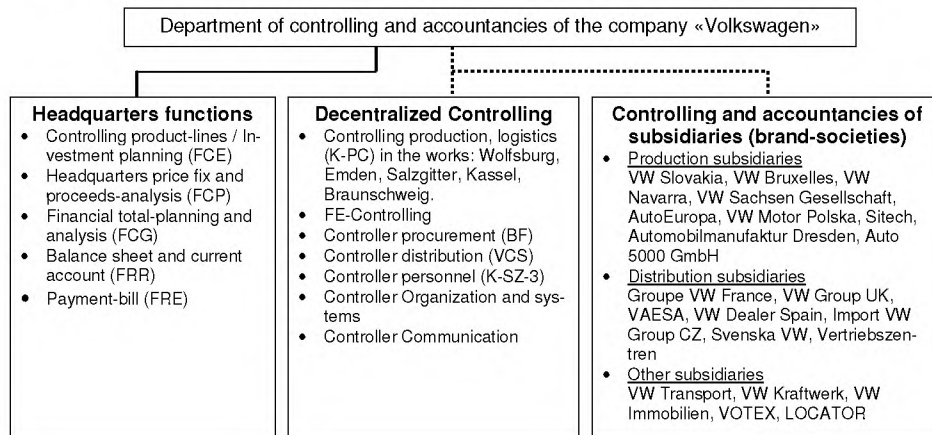 Department of controlling and accountancies of the company «Volkswagen»
Headquarters functions
• Controlling product-lines / In-
vestment planning (FCE)
• Headquarters price fix and
proceeds-analysis (FCP)
• Financial total-planning and
analysis (FCG)
• Balance sheet and current
account (FRR)
• Payment-bill (FRE)
Decentralized Controlling
• Controlling production, logistics
(K-PC) in the works: Wolfsburg,
Emden, Salzgitter, Kassel,
Braunschweig.
• FE-Controlling
• Controller procurement (BF)
• Controller distribution (VCS)
• Controller personnel (K-SZ-3)
• Controller Organization and sys-
tems
• Controller Communication
Controlling and accountancies of
subsidiaries (brand-societies)
• Production subsidiaries
VW Slovakia, VW Bruxelles, VW
Navarra, VW Sachsen Gesellschaft,
AutoEuropa, VW Motor Polska, Sitech,
Automobilmanufaktur Dresden, Auto
5000 GmbH
• Distribution subsidiaries
Groupe VW France, VW Group UK,
VAESA, VW Dealer Spain, Import VW
Group CZ, Svenska VW, Vertriebszen-
tren
• Other subsidiaries
VW Transport, VW Kraftwerk, VW
Immobilien, VOTEX, LOCATOR